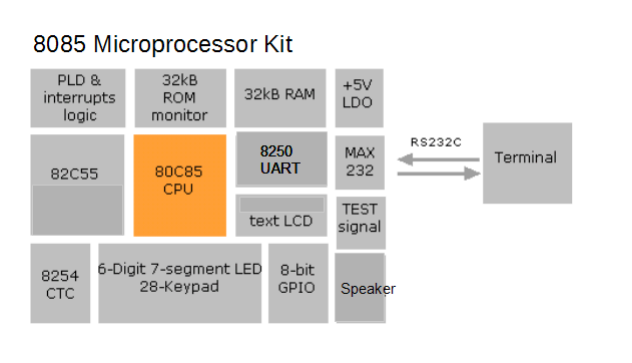 8085 Microprocessor Kit
PLD &
interrupts
logic
32kB
ROM
monitor
32kB RAM
+5V
LDO
82C55
80C85
CPU
8250
UART
MAX
232
RS232C
Terminal
text LCD
TEST
signal
8254
CTC
6-Digit 7-segment LED
28-Keypad
8-bit
GPIO
Speaker